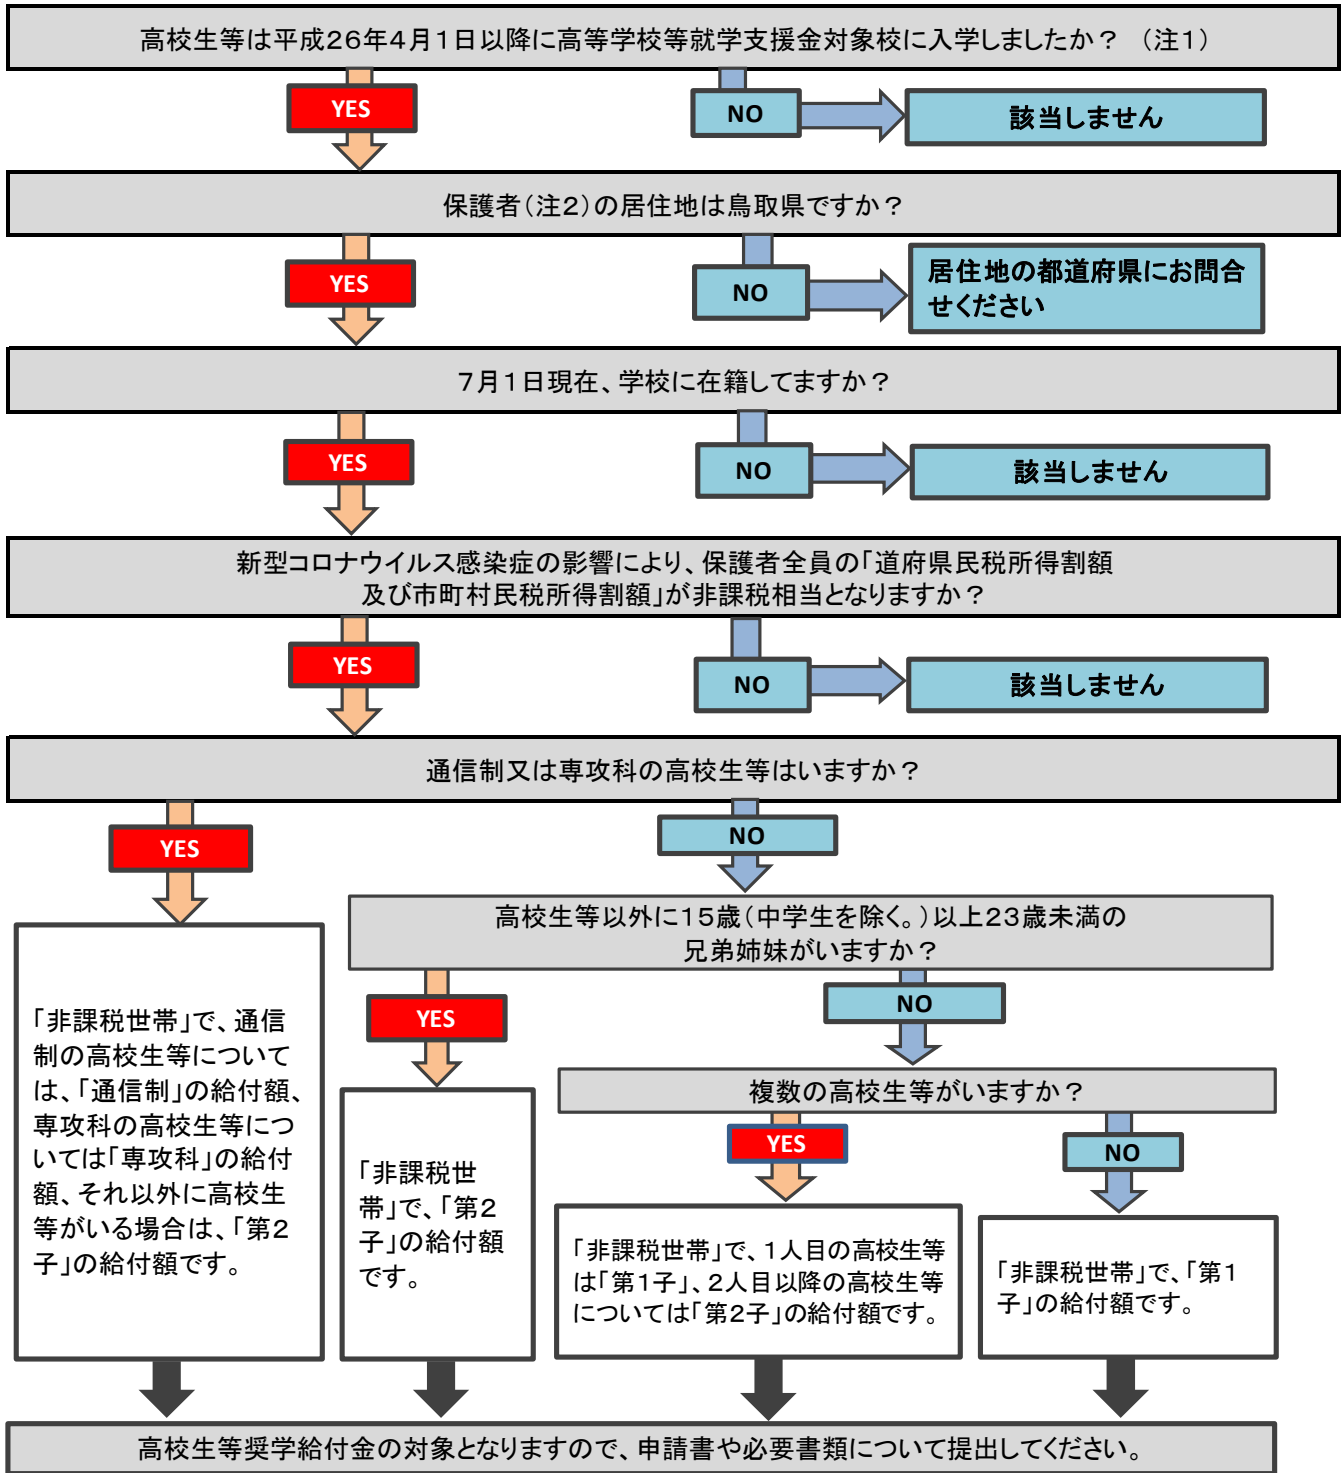 高校生等は平成26年4月1日以降に高等学校等就学支援金対象校に入学しましたか？　（注1）
YES
NO
該当しません
保護者（注2）の居住地は鳥取県ですか？
YES
NO
居住地の都道府県にお問合
せください
7月1日現在、学校に在籍してますか？
YES
NO
該当しません
新型コロナウイルス感染症の影響により、保護者全員の「道府県民税所得割額
及び市町村民税所得割額」が非課税相当となりますか？
YES
NO
該当しません
通信制又は専攻科の高校生等はいますか？
YES
NO
高校生等以外に15歳（中学生を除く。）以上23歳未満の
兄弟姉妹がいますか？
YES
NO
「非課税世帯」で、通信
制の高校生等について
は、「通信制」の給付額、
専攻科の高校生等につ
いては「専攻科」の給付
額、それ以外に高校生
等がいる場合は、「第2
子」の給付額です。
「非課税世
帯」で、「第2
子」の給付額
です。
複数の高校生等がいますか？
YES
NO
「非課税世帯」で、1人目の高校生等
は「第1子」、2人目以降の高校生等
については「第2子」の給付額です。
「非課税世帯」で、「第1
子」の給付額です。
高校生等奨学給付金の対象となりますので、申請書や必要書類について提出してください。